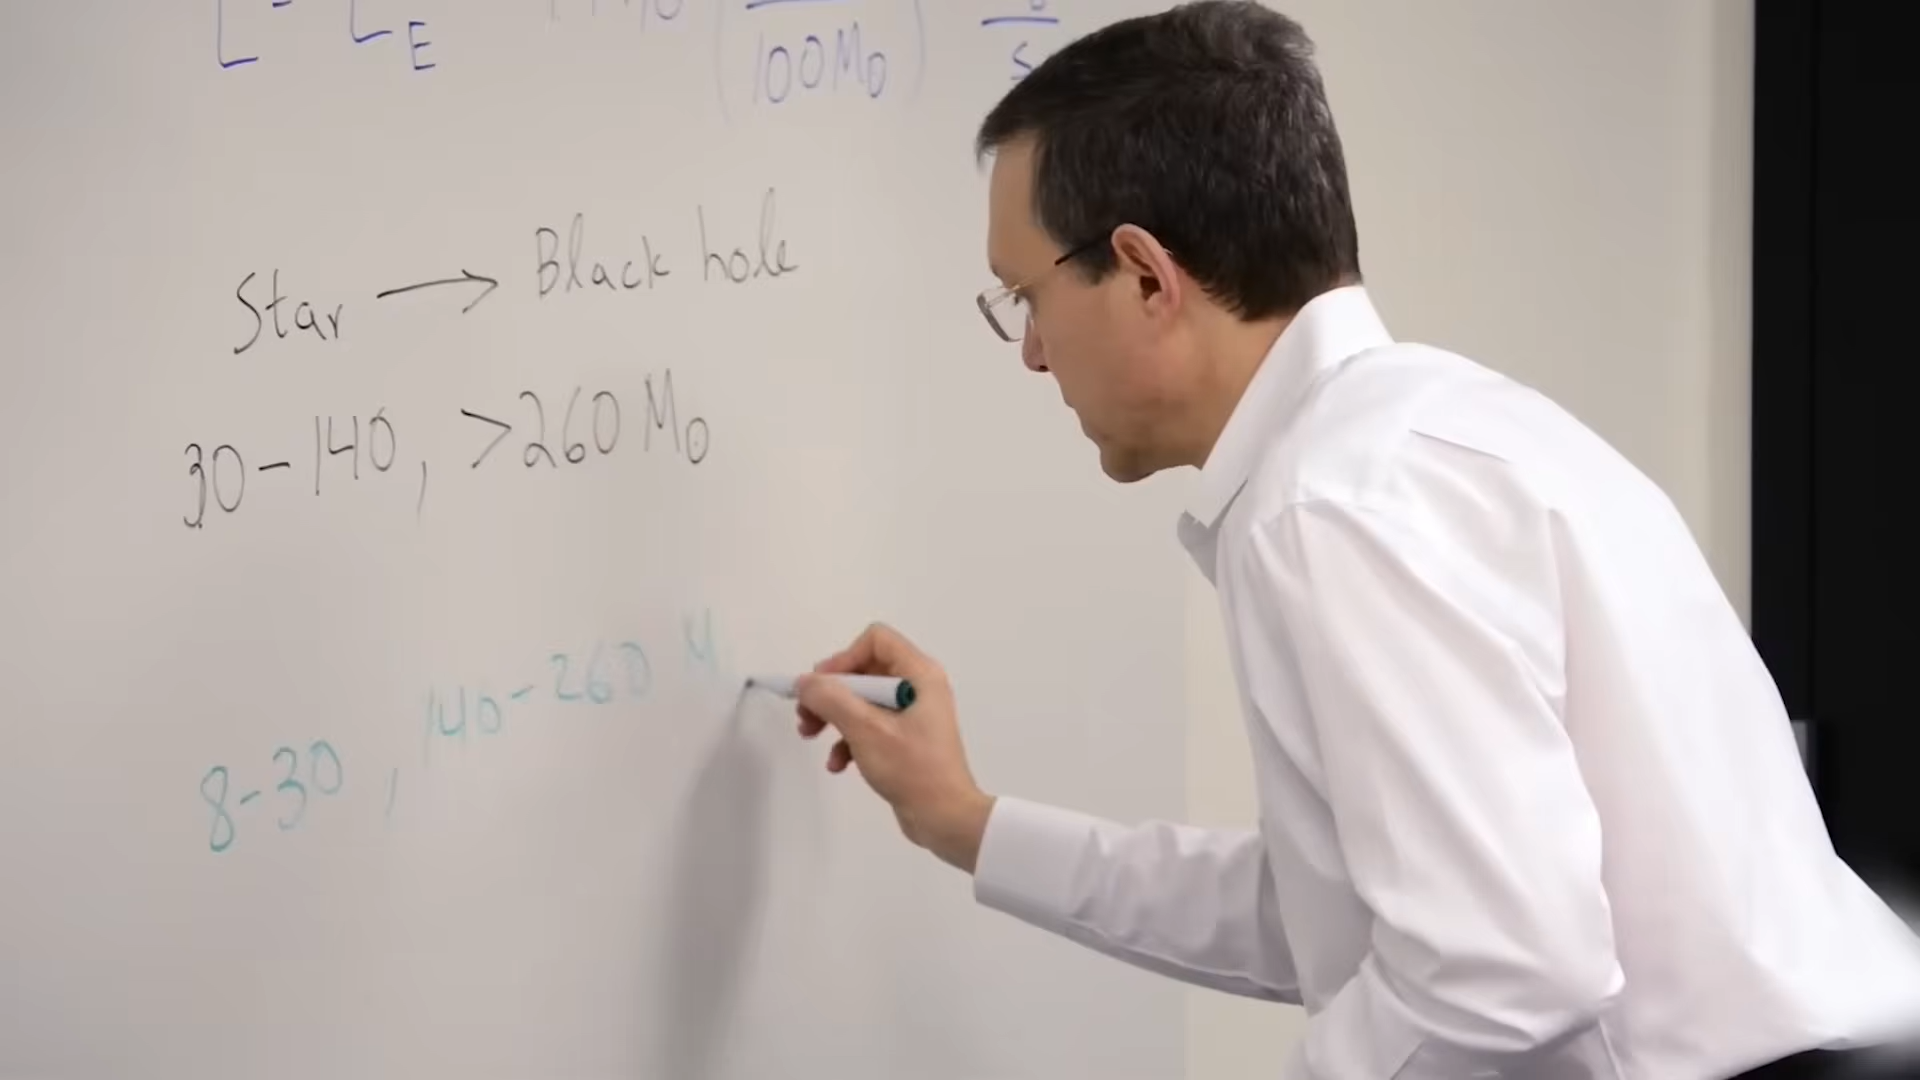 L = L_E
100M⊙ s
Star → Black hole
30-140, >260 M⊙
8-30, 140-260 M